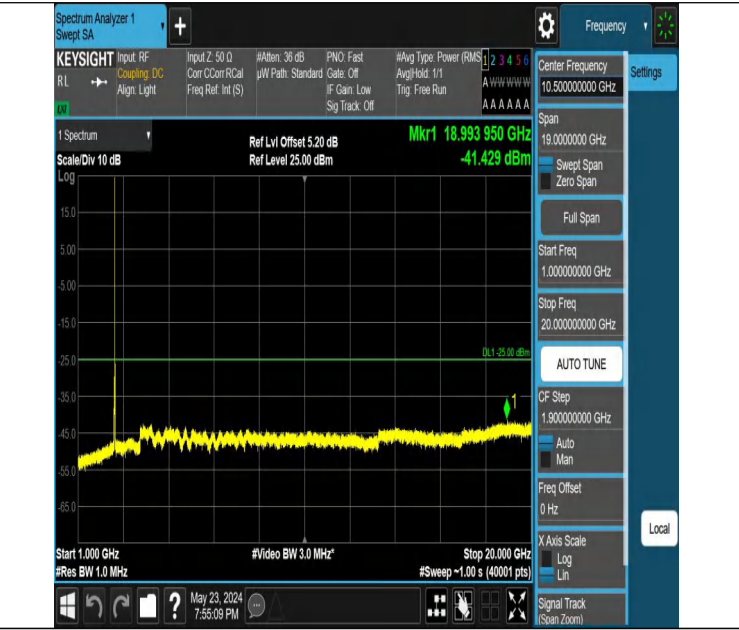 Spectrum Analyzer 1
Swept SA
+
Frequency
KEYSIGHT
R L
Input: RF
Coupling: DC
Align: Light
Input Z: 50 Ω
Corr CCorr RCal
Freq Ref: Int (S)
#Atten: 36 dB
µW Path: Standard
PNO: Fast
Gate: Off
IF Gain: Low
Sig Track: Off
#Avg Type: Power (RMS
Avg|Hold: 1/1
Trig: Free Run
1 2 3 4 5 6
A W W W W W
A A A A A A
1 Spectrum
Scale/Div 10 dB
Log
Ref Lvl Offset 5.20 dB
Ref Level 25.00 dBm
Mkr1 18.993 950 GHz
-41.429 dBm
15.0
5.00
-5.00
-15.0
-25.0
-35.0
-45.0
-55.0
-65.0
DL1 -25.00 dBm
1
Start 1.000 GHz
#Res BW 1.0 MHz
#Video BW 3.0 MHz*
Stop 20.000 GHz
#Sweep ~1.00 s (40001 pts)
Center Frequency
10.500000000 GHz
Settings
Span
19.0000000 GHz
Swept Span
Zero Span
Full Span
Start Freq
1.000000000 GHz
Stop Freq
20.000000000 GHz
AUTO TUNE
CF Step
1.900000000 GHz
Auto
Man
Freq Offset
0 Hz
X Axis Scale
Log
Lin
Local
Signal Track
(Span Zoom)
?
May 23, 2024
7:55:09 PM